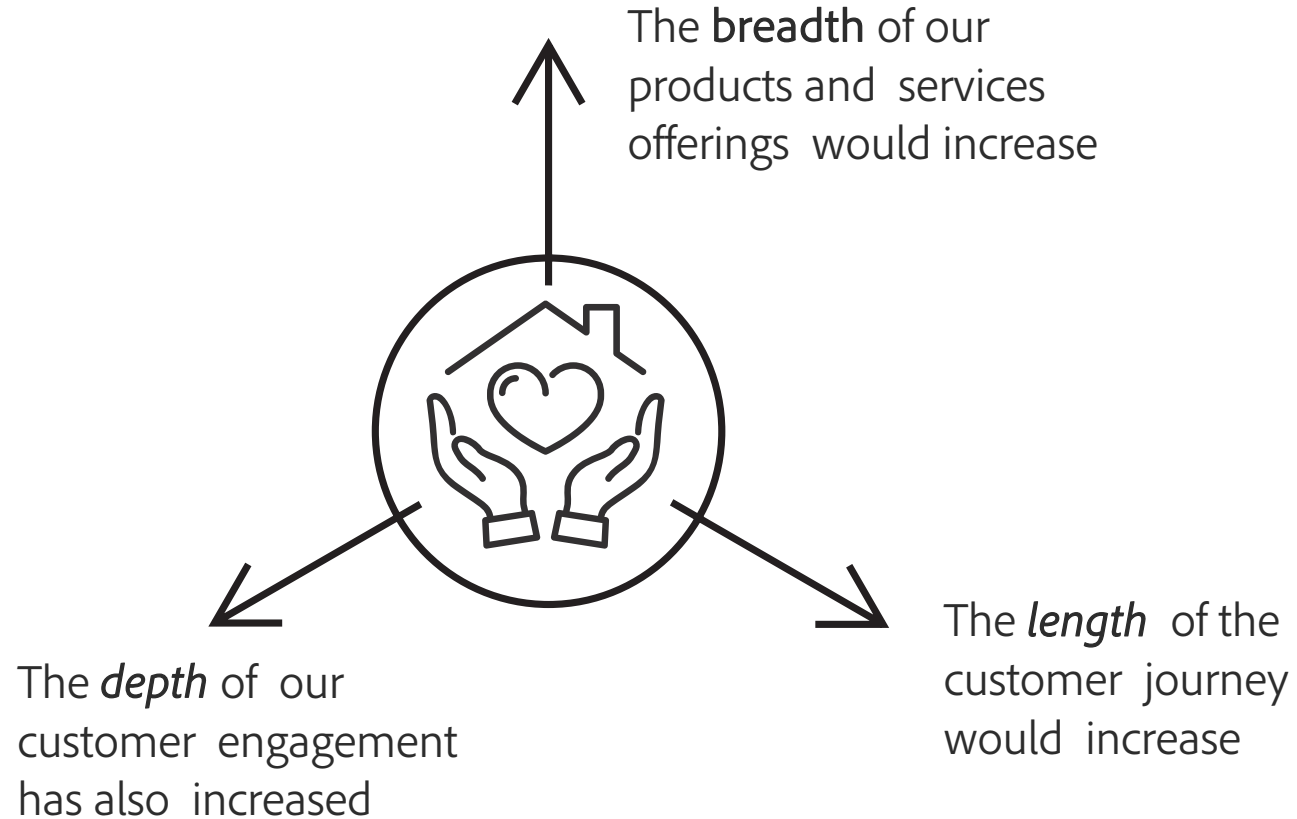 The breadth of our
products and services
offerings would increase
The length of the
customer journey
would increase
The depth of our
customer engagement
has also increased